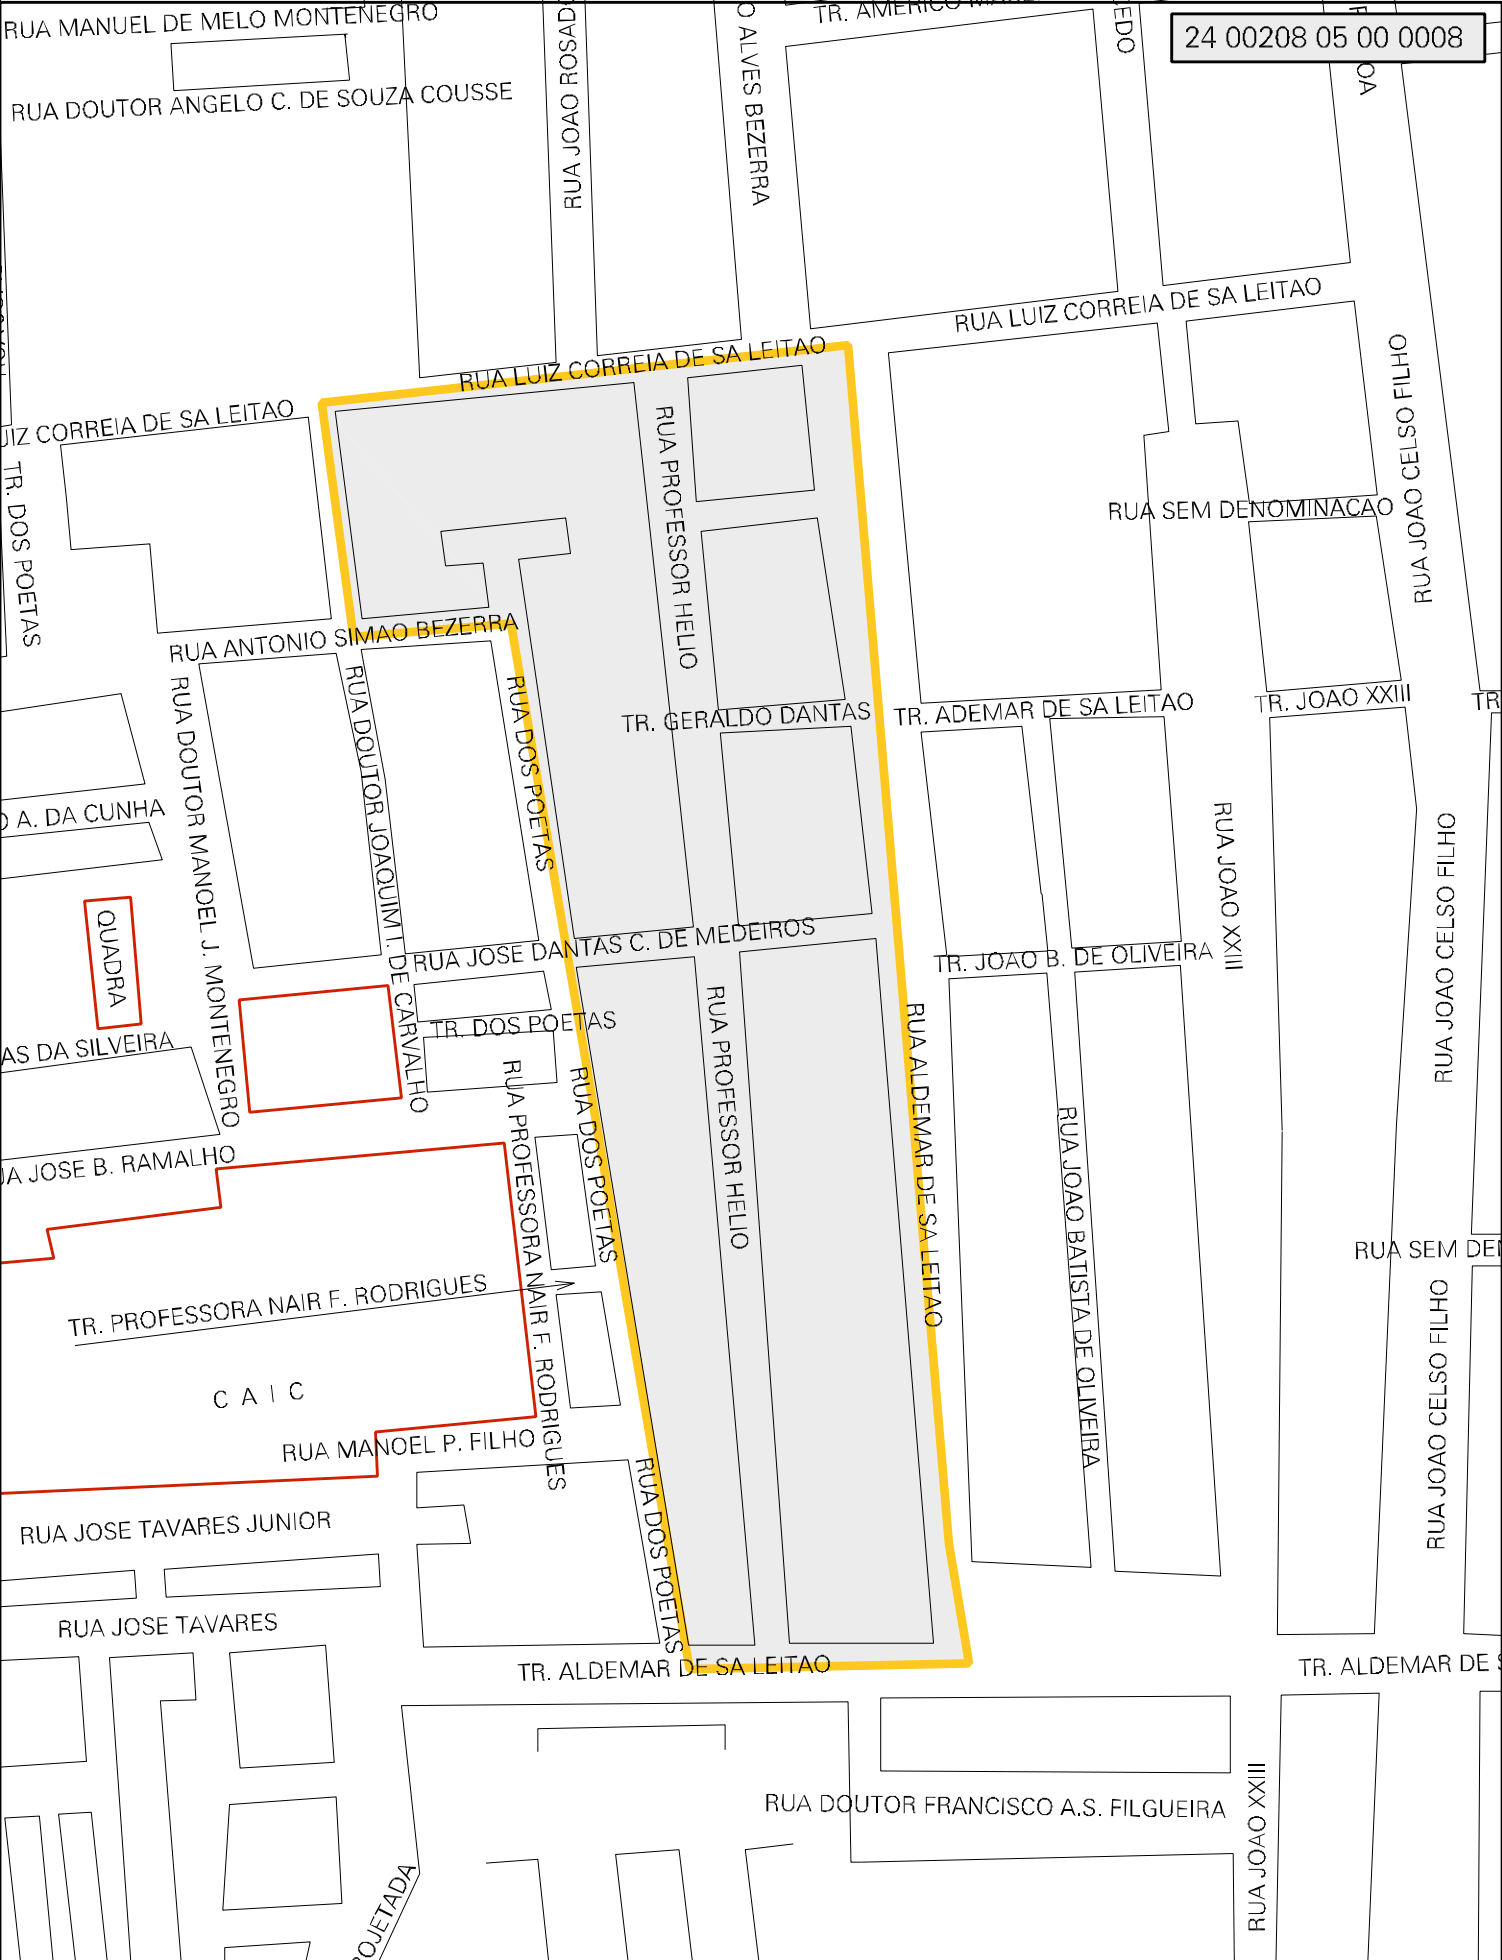 RUA MANUEL DE MELO MONTENEGRO
24 00208 05 00 0008
RUA DOUTOR ANGELO C. DE SOUZA COUSSE
ALVES BEZERRA
RUA LUIZ CORREIA DE SA LEITAO
RUA LUIZ CORREIA DE SA LEITAO
CORREIA DE SA LEITAO
TR. DOS POETAS
RUA PROFESSOR HELIO
RUA JOAO CELSO FILHO
RUA SEM DENOMINACAO
RUA ANTONIO SIMAO BEZERRA
RUA DOUTOR MANOEL J. MONTENEGRO
RUA DOUTOR JOAQUIM I. DE CARVALHO
RUA DOS POETAS
TR. GERALDO DANTAS
TR. ADEMAR DE SA LEITAO
TR. JOAO XXIII
TR
A. DA CUNHA
RUA JOAO XXIII
RUA JOAO CELSO FILHO
QUADRA
RUA JOSE DANTAS C. DE MEDEIROS
TR. JOAO B. DE OLIVEIRA
TR. DOS POETAS
AS DA SILVEIRA
RUA PROFESSORA NAIR F. RODRIGUES
RUA DOS POETAS
RUA PROFESSOR HELIO
RUA ALDEMAR DE SA LEITAO
RUA JOAO BATISTA DE OLIVEIRA
JOSE B. RAMALHO
RUA SEM DEN
TR. PROFESSORA NAIR F. RODRIGUES
RUA JOAO CELSO FILHO
C A I C
RUA MANOEL P. FILHO
RUA DOS POETAS
RUA JOSE TAVARES JUNIOR
RUA JOSE TAVARES
TR. ALDEMAR DE SA LEITAO
TR. ALDEMAR DE S
RUA DOUTOR FRANCISCO A.S. FILGUEIRA
RUA JOAO XXIII
OJETADA
RUA JOAO ROSAD
TR. AMERICO
EDO
OA